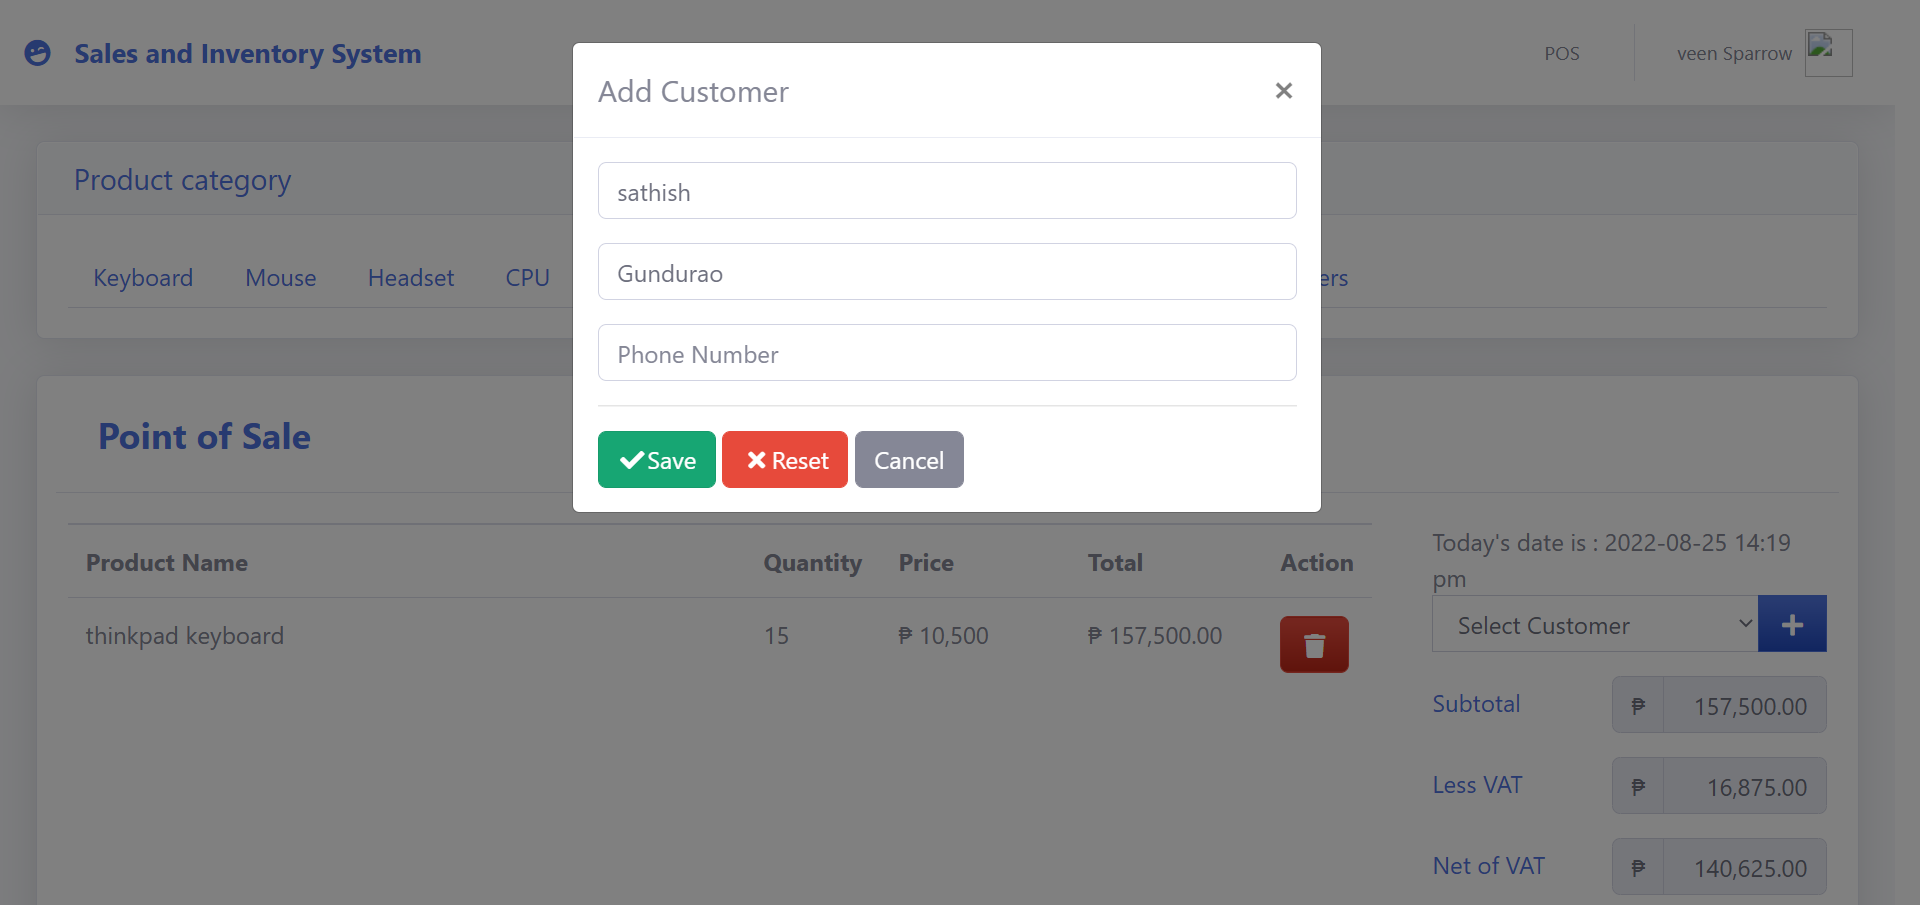 Sales and Inventory System
POS
veen Sparrow
Add Customer
×
sathish
Gundurao
Phone Number
Save
Reset
Cancel
Product category
Keyboard
Mouse
Headset
CPU
ers
Point of Sale
Product Name
Quantity
Price
Total
Action
thinkpad keyboard
15
₱ 10,500
₱ 157,500.00
Today's date is : 2022-08-25 14:19
pm
Select Customer
Subtotal
₱ 157,500.00
Less VAT
₱ 16,875.00
Net of VAT
₱ 140,625.00